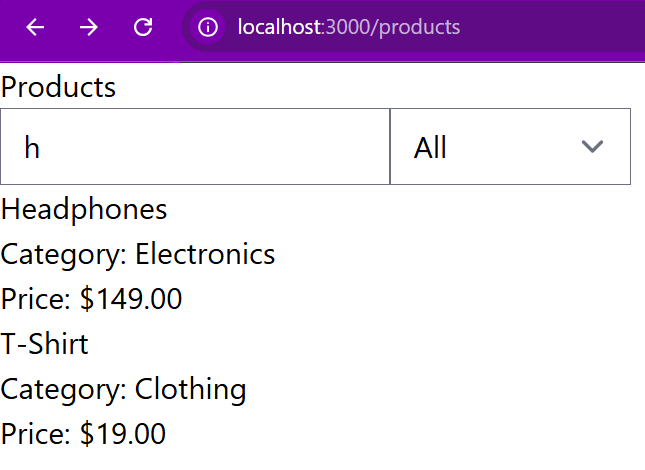 localhost:3000/products
Products
h
All
Headphones
Category: Electronics
Price: $149.00
T-Shirt
Category: Clothing
Price: $19.00